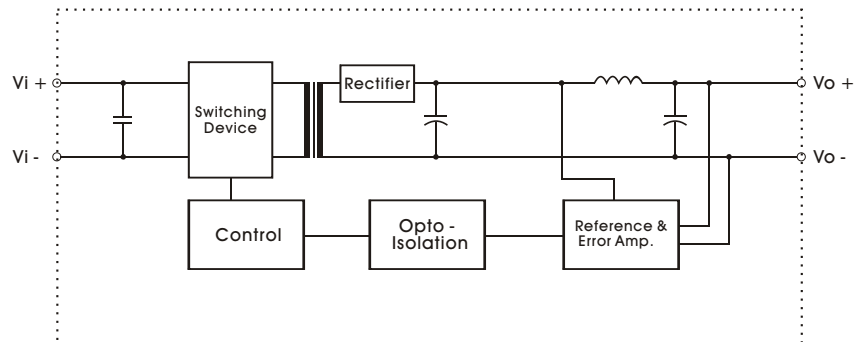 Vi +
Rectifier
Vo +
Switching
Device
Vi -
Vo -
Control
Opto -
Isolation
Reference &
Error Amp.